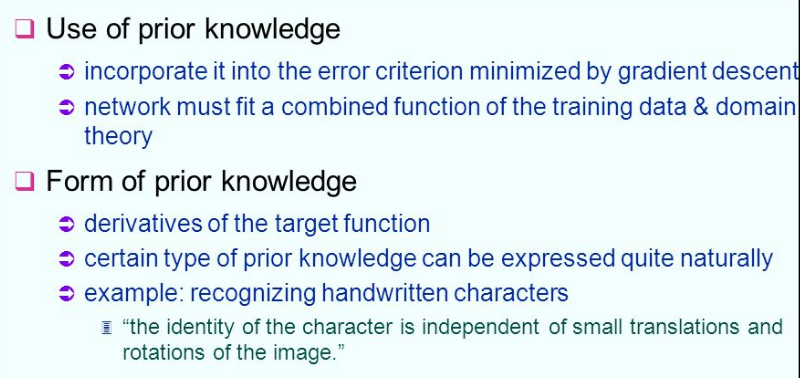 Use of prior knowledge
incorporate it into the error criterion minimized by gradient descent
network must fit a combined function of the training data & domain
theory
Form of prior knowledge
derivatives of the target function
certain type of prior knowledge can be expressed quite naturally
example: recognizing handwritten characters
“the identity of the character is independent of small translations and
rotations of the image.”